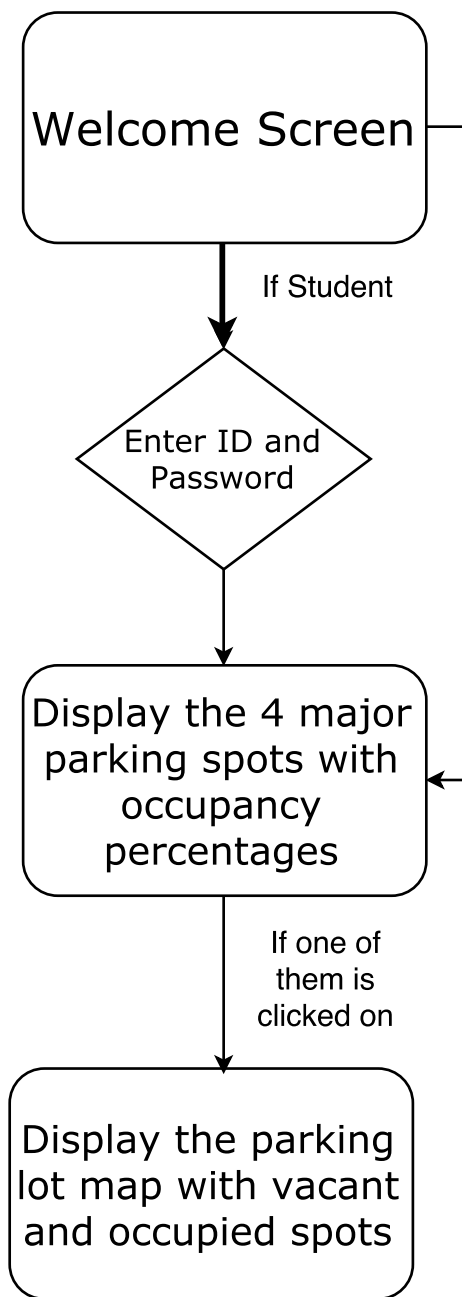 Welcome Screen
If Student
Enter ID and
Password
Display the 4 major
parking spots with
occupancy
percentages
If one of
them is
clicked on
Display the parking
lot map with vacant
and occupied spots